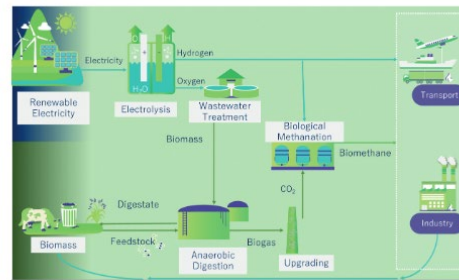 Electricity
Hydrogen
Oxygen
H₂O
Renewable
Electricity
Electrolysis
Wastewater
Treatment
Transport
Biomass
Biological
Methanation
Biomethane
CO₂
Digestate
Feedstock
Biogas
Biomass
Anaerobic
Digestion
Upgrading
Industry